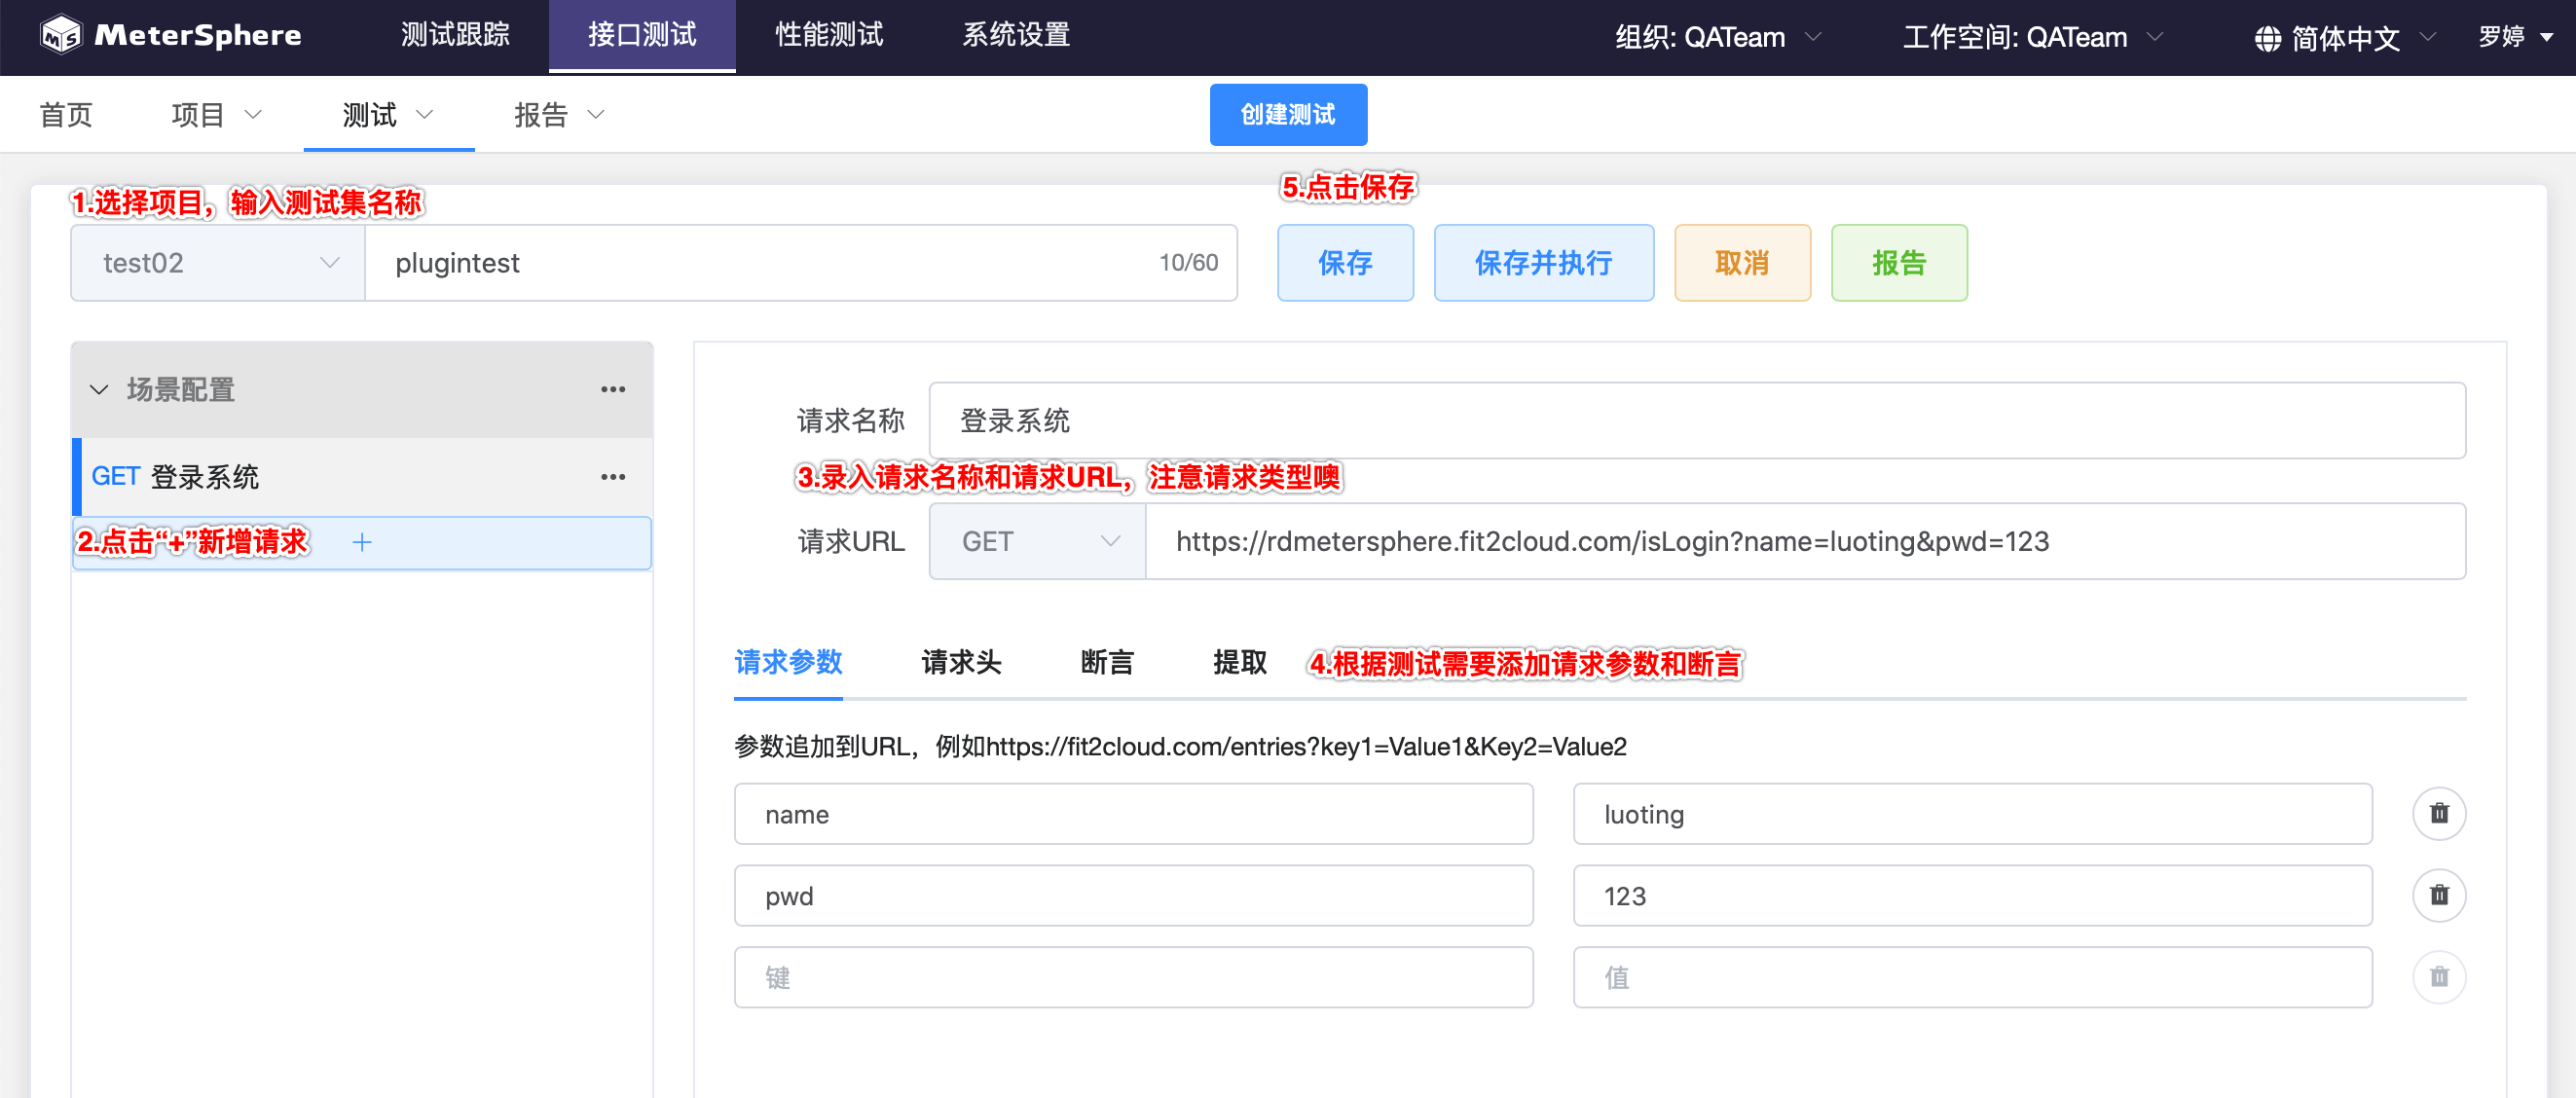 MeterSphere 测试跟踪 接口测试 性能测试 系统设置 组织: QATeam 工作空间: QATeam 简体中文 罗婷
首页 项目 测试 报告 创建测试
1.选择项目，输入测试集名称 5.点击保存
test02 plugintest 10/60 保存 保存并执行 取消 报告
场景配置
请求名称 登录系统
GET 登录系统
3.录入请求名称和请求URL，注意请求类型噢
2.点击“+”新增请求 +
请求URL GET https://rdmetersphere.fit2cloud.com/isLogin?name=luoting&pwd=123
请求参数 请求头 断言 提取 4.根据测试需要添加请求参数和断言
参数追加到URL，例如https://fit2cloud.com/entries?key1=Value1&Key2=Value2
name luoting
pwd 123
键 值